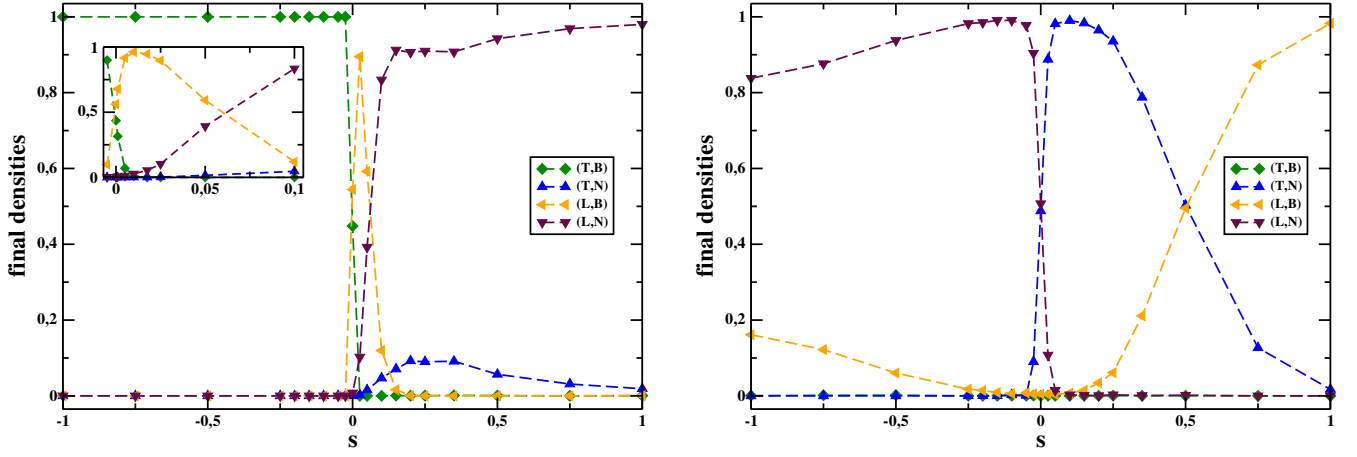 1
0,8
0,6
0,4
0,2
0
final densities
1
0,5
0
0
0,05
0,1
(T,B)
(T,N)
(L,B)
(L,N)
-1
-0,5
0
0,5
1
s
1
0,8
0,6
0,4
0,2
0
final densities
(T,B)
(T,N)
(L,B)
(L,N)
-1
-0,5
0
0,5
1
s